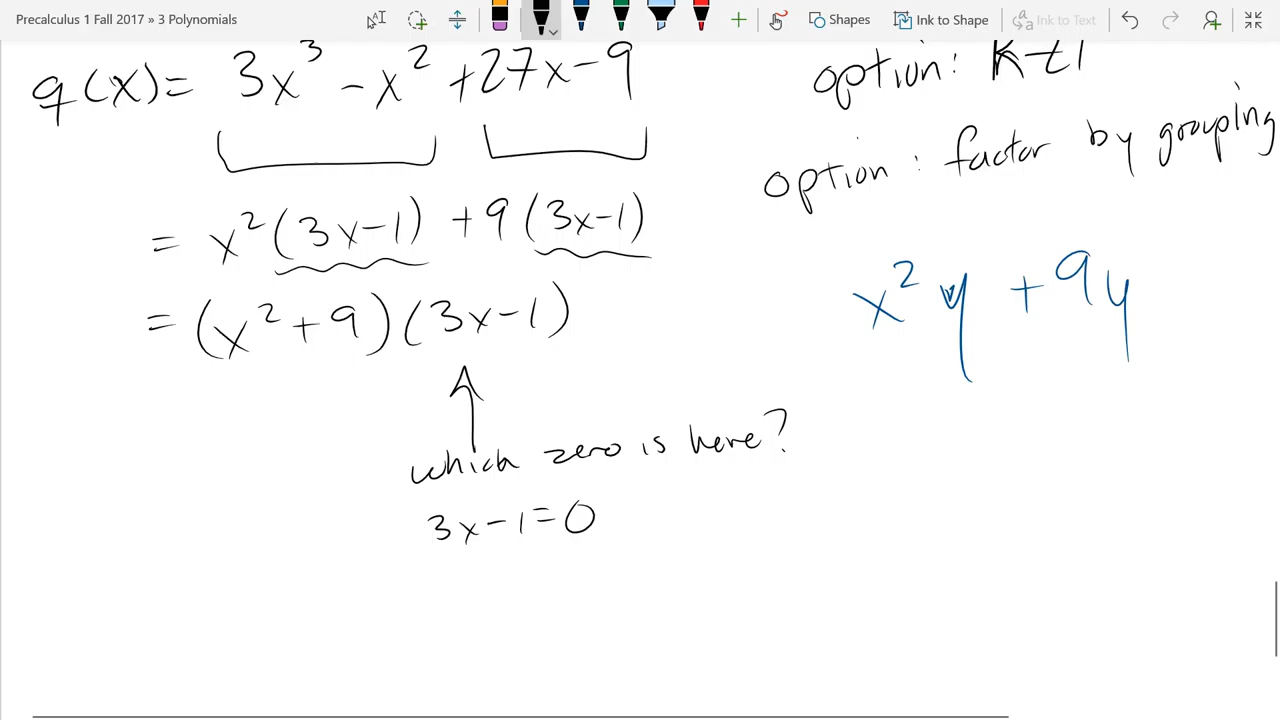 Precalculus 1 Fall 2017 » 3 Polynomials
Shapes
Ink to Shape
Ink to Text
q(x)= 3x³ - x² +27x-9
= x²(3x-1) +9(3x-1)
= (x²+9)(3x-1)
which zero is here?
3x-1=0
option:
option: factor by grouping
x²y +9y